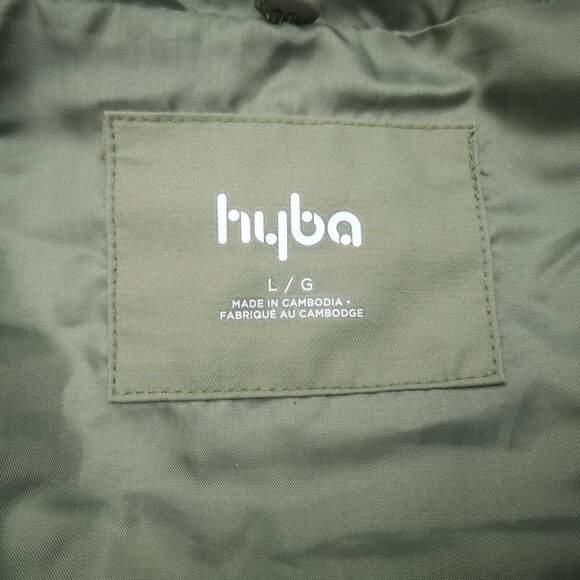 hyba
L / G
MADE IN CAMBODIA •
FABRIQUÉ AU CAMBODGE